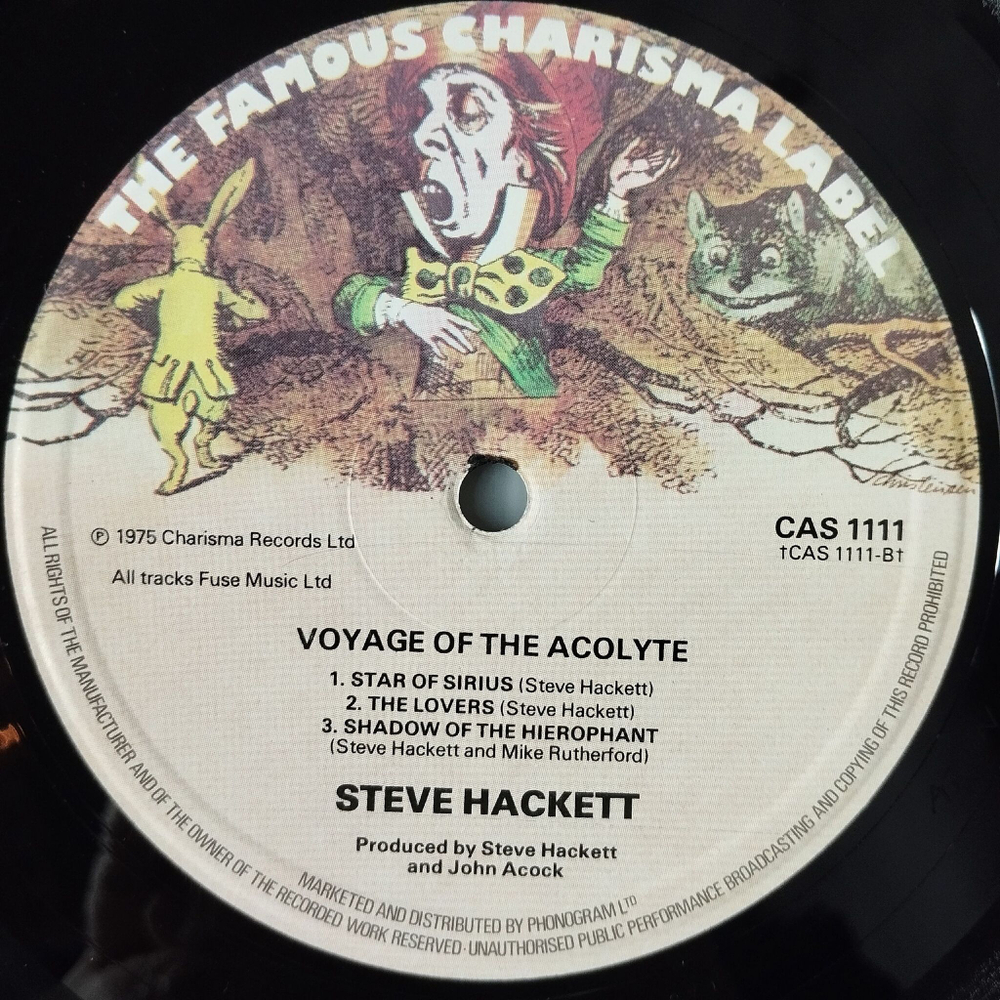 THE FAMOUS CHARISMA LABEL
℗ 1975 Charisma Records Ltd
CAS 1111
†CAS 1111-B†
All tracks Fuse Music Ltd
VOYAGE OF THE ACOLYTE
1. STAR OF SIRIUS (Steve Hackett)
2. THE LOVERS (Steve Hackett)
3. SHADOW OF THE HIEROPHANT
(Steve Hackett and Mike Rutherford)
STEVE HACKETT
Produced by Steve Hackett
and John Acock
MARKETED AND DISTRIBUTED BY PHONOGRAM LTD
ALL RIGHTS OF THE MANUFACTURER AND OF THE OWNER OF THE RECORDED WORK RESERVED · UNAUTHORISED PUBLIC PERFORMANCE BROADCASTING AND COPYING OF THIS RECORD PROHIBITED